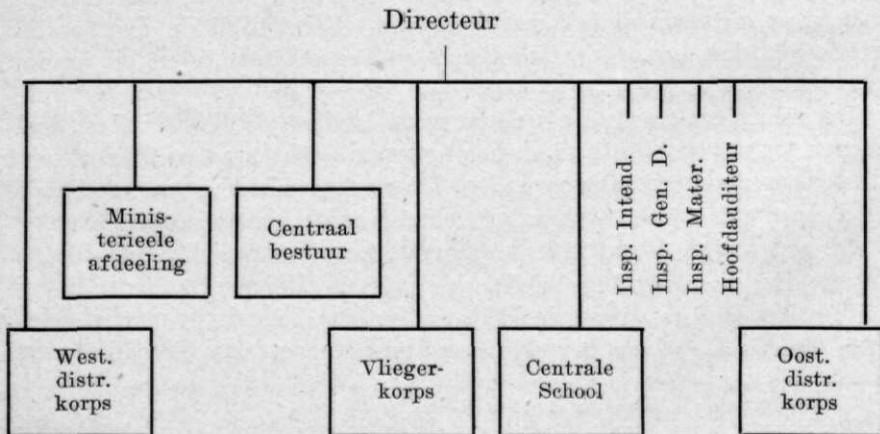 Directeur
Minis-
terieele
afdeeling
Centraal
bestuur
Insp. Intend.
Insp. Gen. D.
Insp. Mater.
Hoofdauditeur
West.
distr.
korps
Vlieger-
korps
Centrale
School
Oost.
distr.
korps